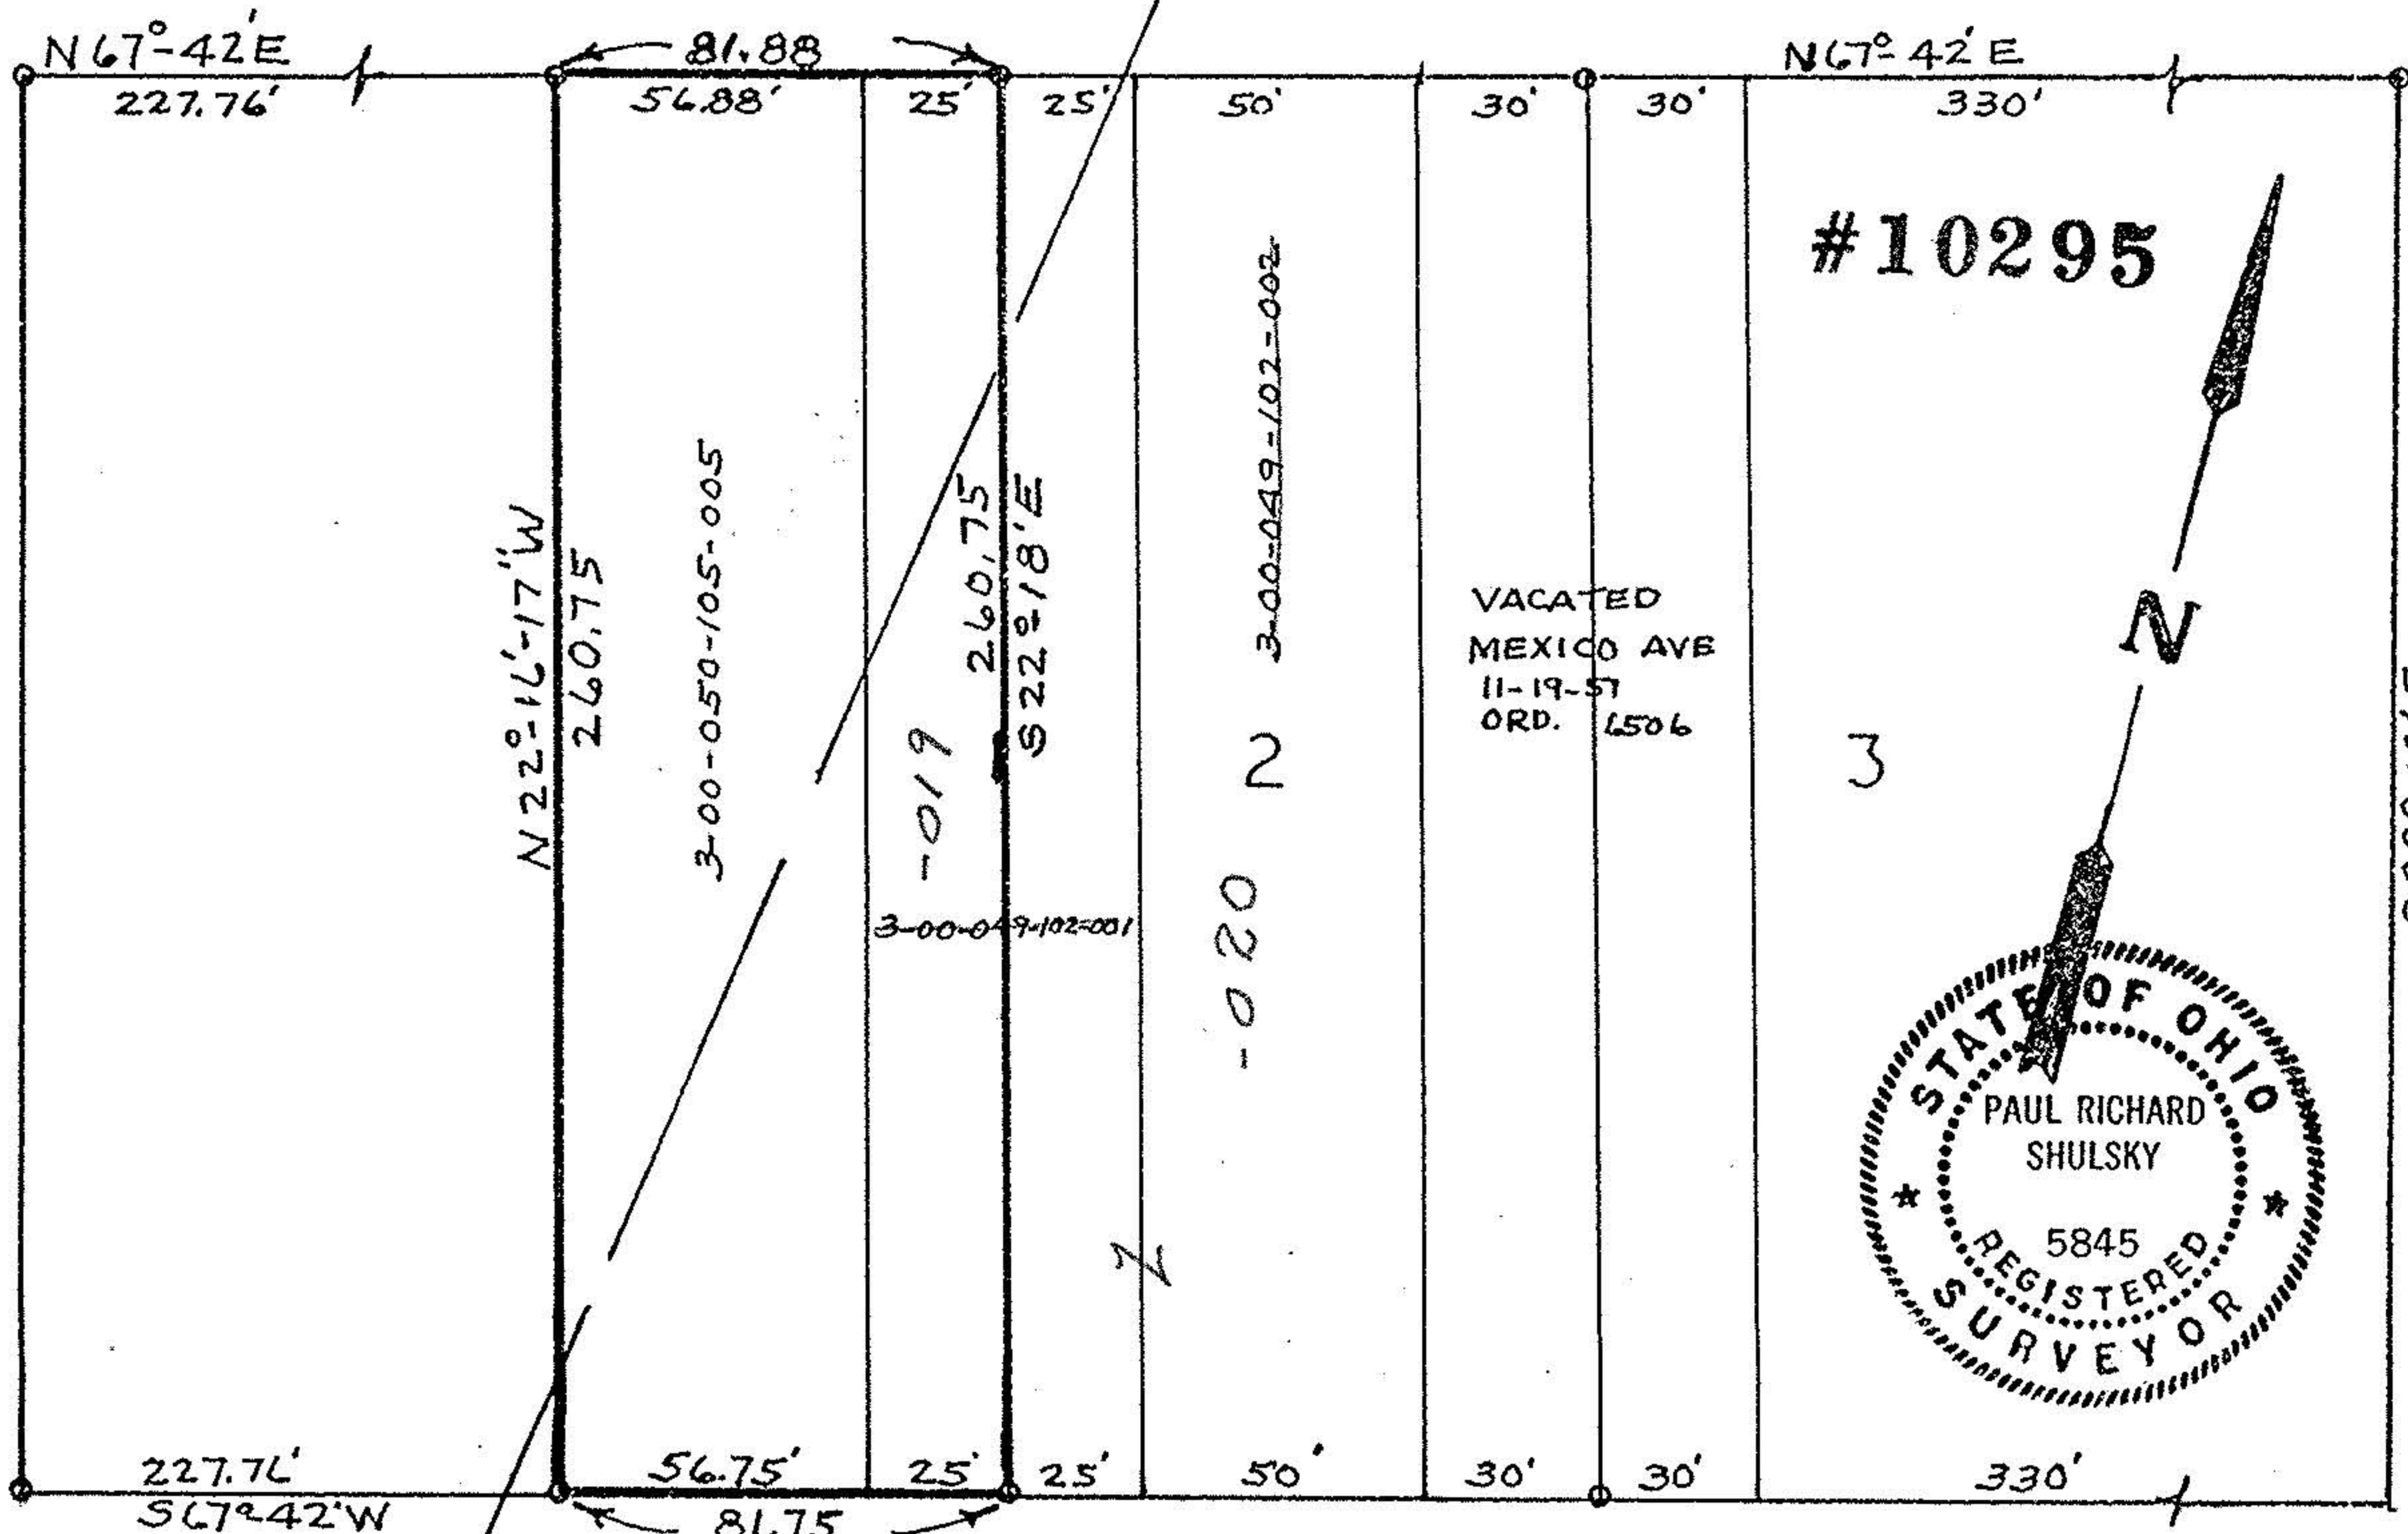 N67°-42'E
81.88
N67°-42'E
227.76'
56.88'
25'
25'
50'
30'
30'
330'
#10295
N22°-16'-17"W
260.75
3-00-050-105-005
260.75
S22°-18'E
3-00-049-102-002
VACATED
MEXICO AVE
11-19-57
ORD. 6506
N
-019
2
3
3-00-049-102-001
-020
Z
STATE OF OHIO
PAUL RICHARD
SHULSKY
5845
REGISTERED
SURVEYOR
227.76'
56.75'
25'
25'
50'
30'
30'
330'
S67°-42'W
81.75